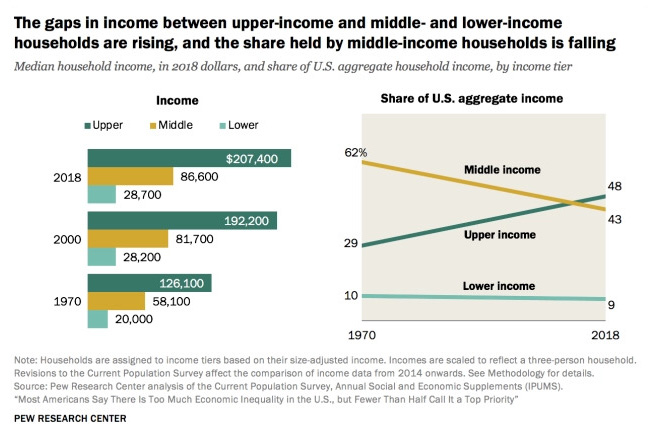 The gaps in income between upper-income and middle- and lower-income
households are rising, and the share held by middle-income households is falling
Median household income, in 2018 dollars, and share of U.S. aggregate household income, by income tier
Income
Upper
Middle
Lower
2018
$207,400
86,600
28,700
2000
192,200
81,700
28,200
1970
126,100
58,100
20,000
Share of U.S. aggregate income
62%
Middle income
48
43
29
Upper income
Lower income
10
9
1970
2018
Note: Households are assigned to income tiers based on their size-adjusted income. Incomes are scaled to reflect a three-person household.
Revisions to the Current Population Survey affect the comparison of income data from 2014 onwards. See Methodology for details.
Source: Pew Research Center analysis of the Current Population Survey, Annual Social and Economic Supplements (IPUMS).
“Most Americans Say There Is Too Much Economic Inequality in the U.S., but Fewer Than Half Call It a Top Priority”
PEW RESEARCH CENTER